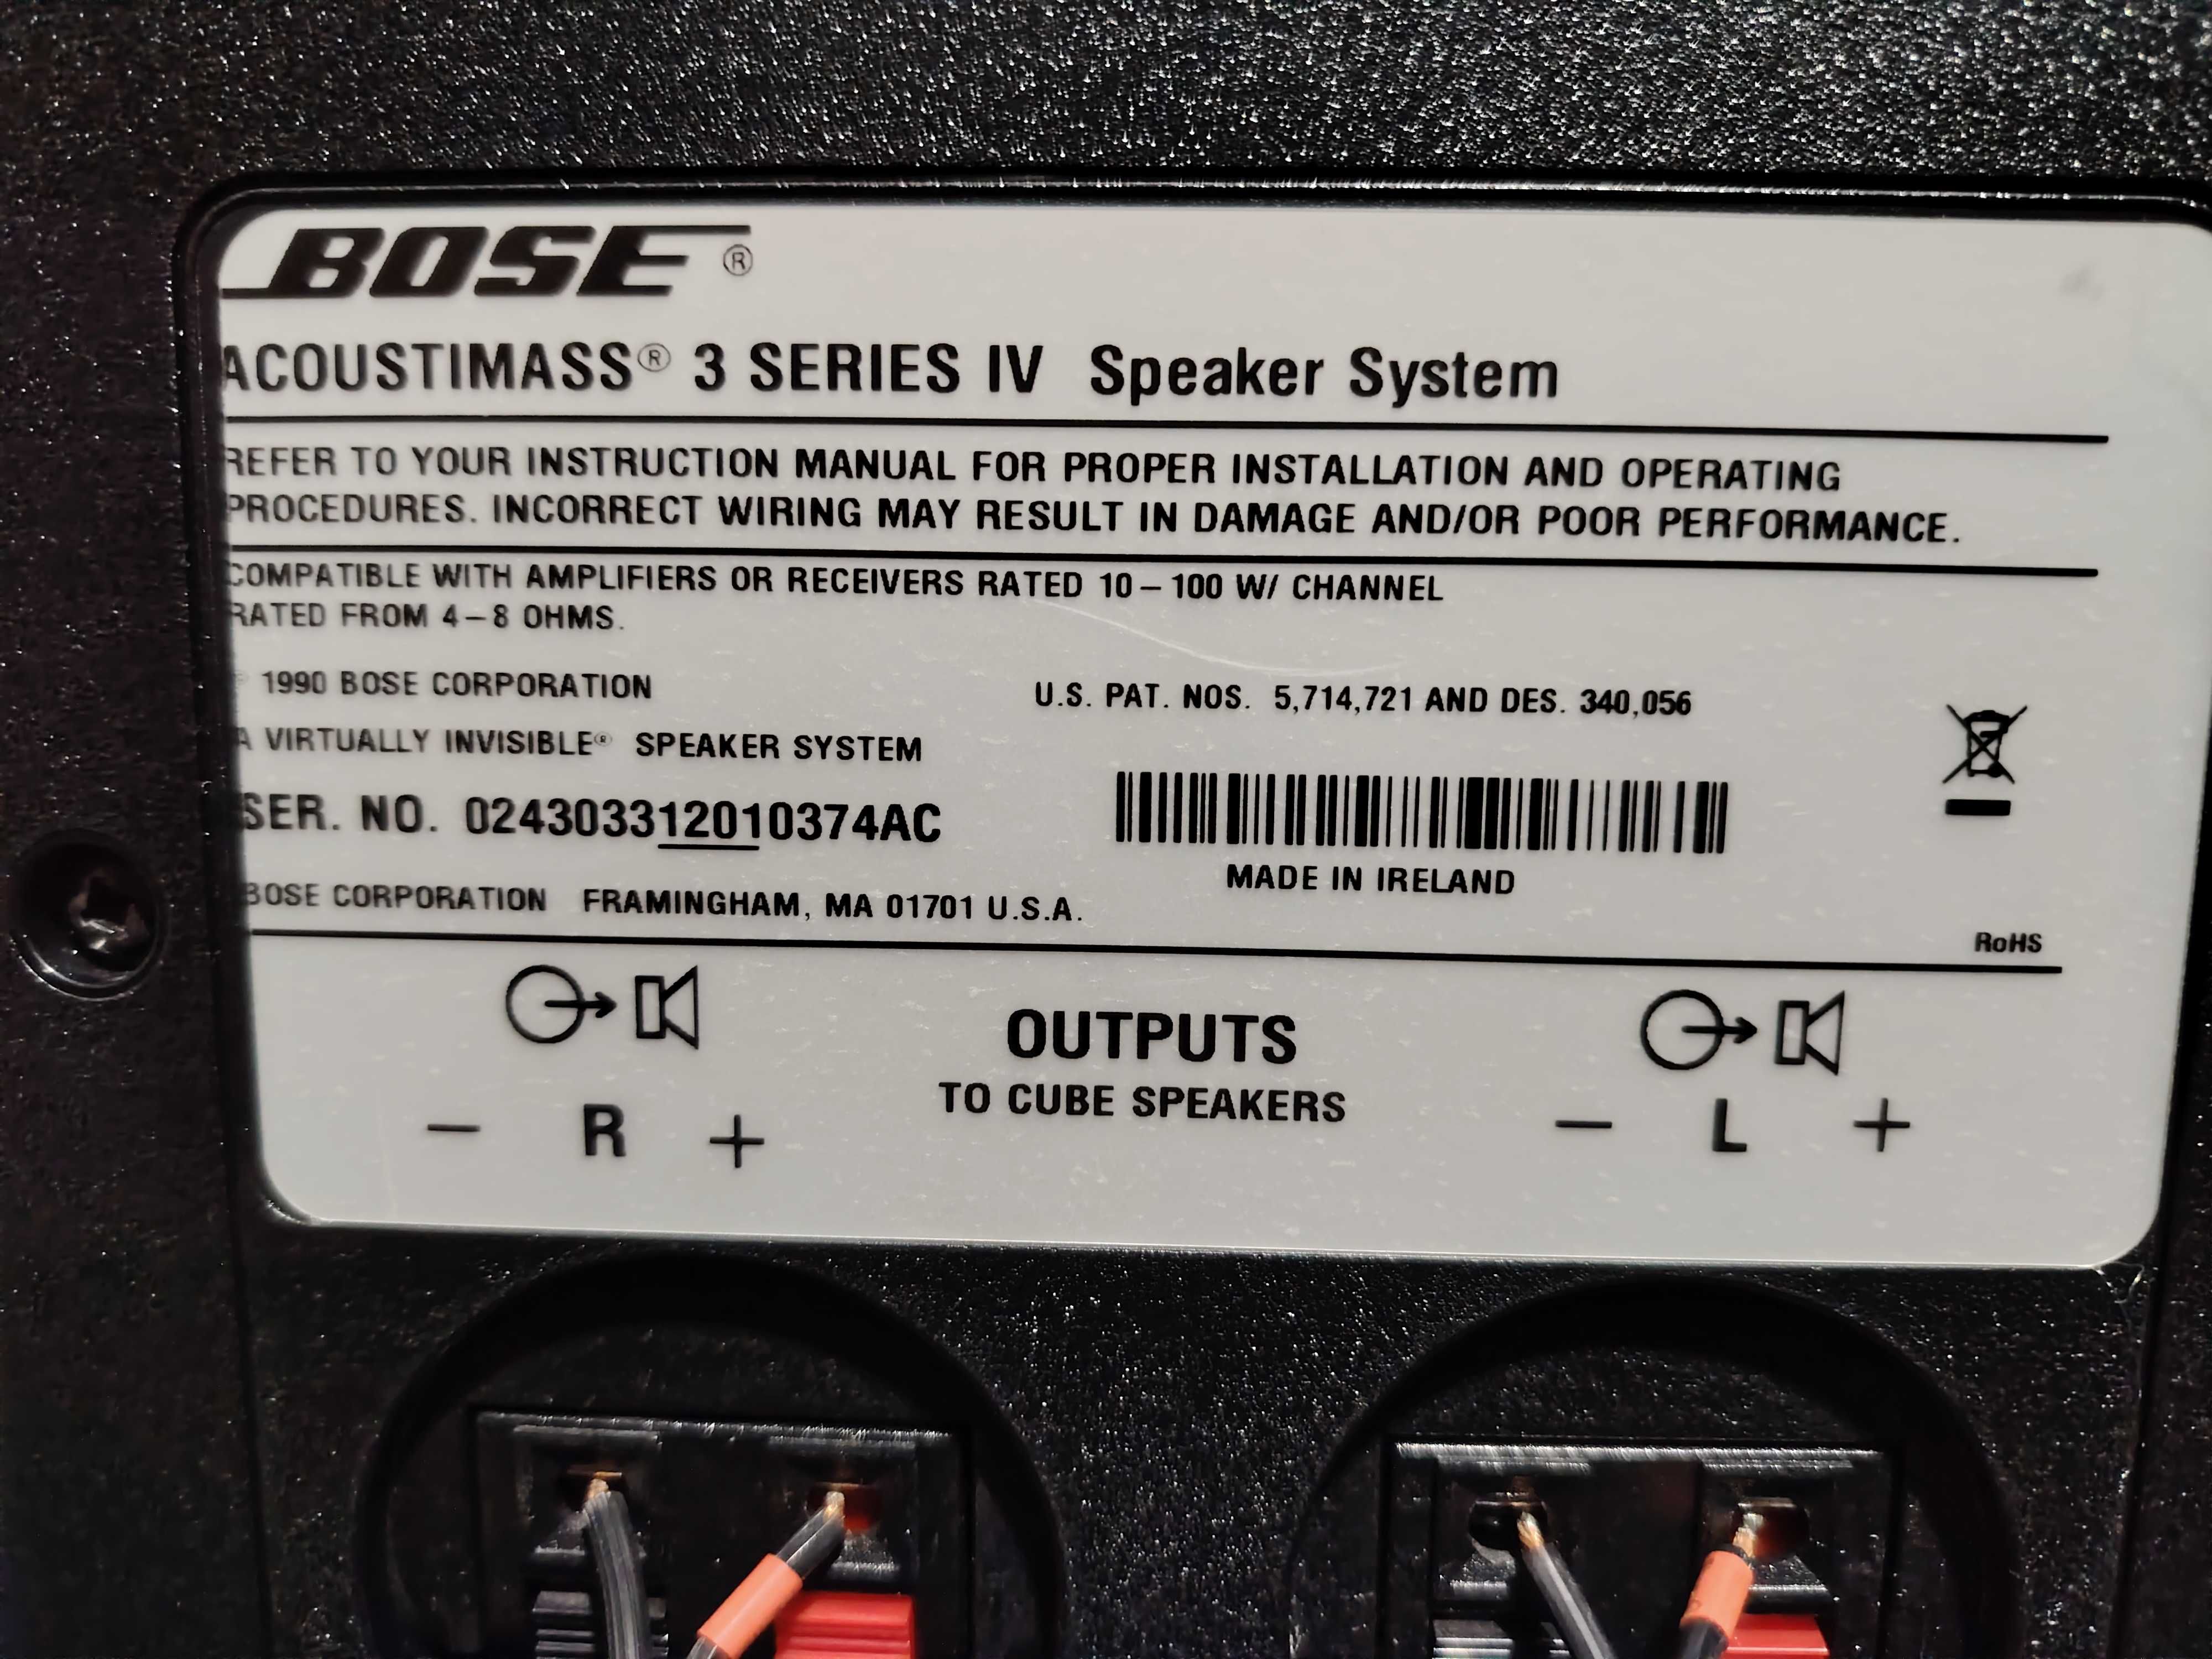 BOSE®
ACOUSTIMASS® 3 SERIES IV Speaker System
REFER TO YOUR INSTRUCTION MANUAL FOR PROPER INSTALLATION AND OPERATING
PROCEDURES. INCORRECT WIRING MAY RESULT IN DAMAGE AND/OR POOR PERFORMANCE.
COMPATIBLE WITH AMPLIFIERS OR RECEIVERS RATED 10–100 W/ CHANNEL
RATED FROM 4–8 OHMS.
1990 BOSE CORPORATION
U.S. PAT. NOS. 5,714,721 AND DES. 340,056
A VIRTUALLY INVISIBLE® SPEAKER SYSTEM
SER. NO. 024303312010374AC
MADE IN IRELAND
BOSE CORPORATION FRAMINGHAM, MA 01701 U.S.A.
RoHS
OUTPUTS
TO CUBE SPEAKERS
– R +
– L +